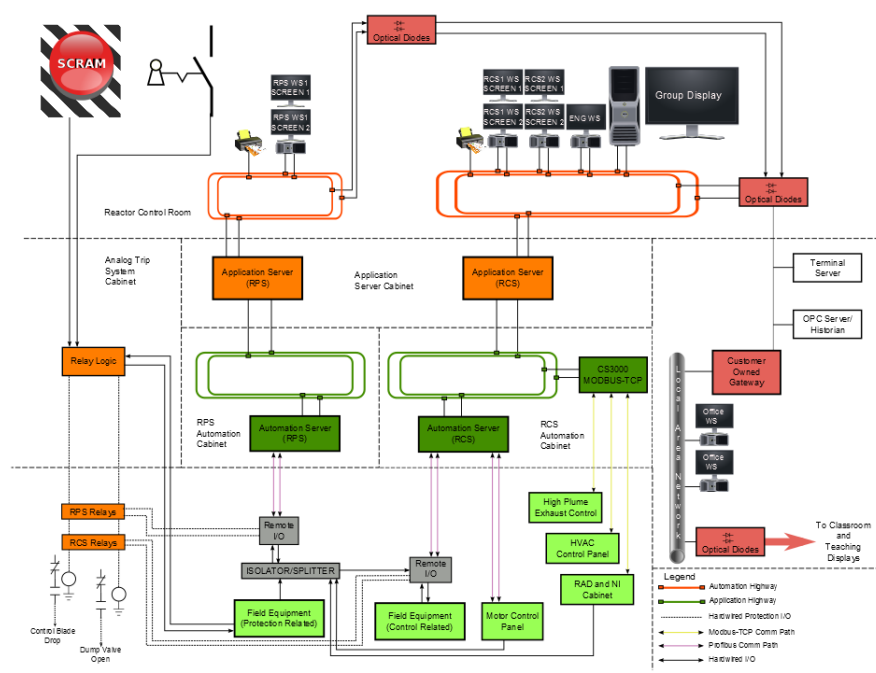 Optical Diodes
SCRAM
RPS WS1
SCREEN 1
RPS WS1
SCREEN 2
RCS1 WS
SCREEN 1
RCS2 WS
SCREEN 1
RCS1 WS
SCREEN 2
RCS2 WS
SCREEN 2
ENG WS
Group Display
Optical Diodes
Reactor Control Room
Analog Trip
System
Cabinet
Application Server
(RPS)
Application
Server Cabinet
Application Server
(RCS)
Terminal
Server
OPC Server/
Historian
Relay Logic
CS3000
MODBUS-TCP
Customer
Owned
Gateway
Local Area Network
Office
WS
Office
WS
RPS
Automation
Cabinet
Automation Server
(RPS)
Automation Server
(RCS)
RCS
Automation
Cabinet
High Plume
Exhaust Control
RPS Relays
RCS Relays
Remote
I/O
HVAC
Control Panel
Optical Diodes
To Classroom
and
Teaching
Displays
ISOLATOR/SPLITTER
Remote
I/O
RAD and NI
Cabinet
Field Equipment
(Protection Related)
Field Equipment
(Control Related)
Motor Control
Panel
Control Blade
Drop
Dump Valve
Open
Legend
Automation Highway
Application Highway
Hardwired Protection I/O
Modbus-TCP Comm Path
Profibus Comm Path
Hardwired I/O